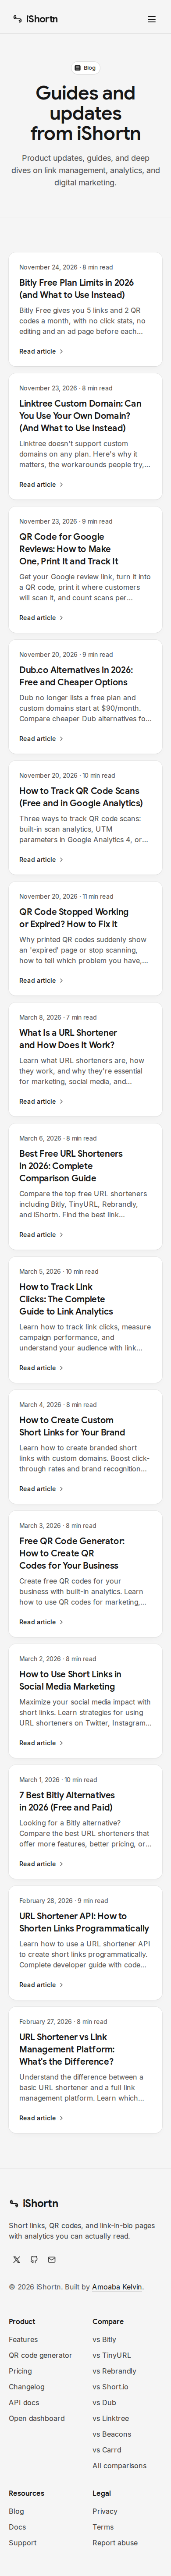 iShortn
Blog
Guides and
updates
from iShortn
Product updates, guides, and deep
dives on link management, analytics, and
digital marketing.
November 24, 2026 · 8 min read
Bitly Free Plan Limits in 2026
(and What to Use Instead)
Bitly Free gives you 5 links and 2 QR
codes a month, with no click stats, no
editing and an ad page before each…
Read article
November 23, 2026 · 8 min read
Linktree Custom Domain: Can
You Use Your Own Domain?
(And What to Use Instead)
Linktree doesn't support custom
domains on any plan. Here's why it
matters, the workarounds people try,…
Read article
November 23, 2026 · 9 min read
QR Code for Google
Reviews: How to Make
One, Print It and Track It
Get your Google review link, turn it into
a QR code, print it where customers
will scan it, and count scans per…
Read article
November 20, 2026 · 9 min read
Dub.co Alternatives in 2026:
Free and Cheaper Options
Dub no longer lists a free plan and
custom domains start at $90/month.
Compare cheaper Dub alternatives fo…
Read article
November 20, 2026 · 10 min read
How to Track QR Code Scans
(Free and in Google Analytics)
Three ways to track QR code scans:
built-in scan analytics, UTM
parameters in Google Analytics 4, or…
Read article
November 20, 2026 · 11 min read
QR Code Stopped Working
or Expired? How to Fix It
Why printed QR codes suddenly show
an 'expired' page or stop scanning,
how to tell which problem you have,…
Read article
March 8, 2026 · 7 min read
What Is a URL Shortener
and How Does It Work?
Learn what URL shorteners are, how
they work, and why they're essential
for marketing, social media, and…
Read article
March 6, 2026 · 8 min read
Best Free URL Shorteners
in 2026: Complete
Comparison Guide
Compare the top free URL shorteners
including Bitly, TinyURL, Rebrandly,
and iShortn. Find the best link…
Read article
March 5, 2026 · 10 min read
How to Track Link
Clicks: The Complete
Guide to Link Analytics
Learn how to track link clicks, measure
campaign performance, and
understand your audience with link…
Read article
March 4, 2026 · 8 min read
How to Create Custom
Short Links for Your Brand
Learn how to create branded short
links with custom domains. Boost click-
through rates and brand recognition…
Read article
March 3, 2026 · 8 min read
Free QR Code Generator:
How to Create QR
Codes for Your Business
Create free QR codes for your
business with built-in analytics. Learn
how to use QR codes for marketing,…
Read article
March 2, 2026 · 8 min read
How to Use Short Links in
Social Media Marketing
Maximize your social media impact with
short links. Learn strategies for using
URL shorteners on Twitter, Instagram…
Read article
March 1, 2026 · 10 min read
7 Best Bitly Alternatives
in 2026 (Free and Paid)
Looking for a Bitly alternative?
Compare the best URL shorteners that
offer more features, better pricing, or…
Read article
February 28, 2026 · 9 min read
URL Shortener API: How to
Shorten Links Programmatically
Learn how to use a URL shortener API
to create short links programmatically.
Complete developer guide with code…
Read article
February 27, 2026 · 8 min read
URL Shortener vs Link
Management Platform:
What's the Difference?
Understand the difference between a
basic URL shortener and a full link
management platform. Learn which…
Read article
iShortn
Short links, QR codes, and link-in-bio pages
with analytics you can actually read.
© 2026 iShortn. Built by Amoaba Kelvin.
Product
Features
QR code generator
Pricing
Changelog
API docs
Open dashboard
Compare
vs Bitly
vs TinyURL
vs Rebrandly
vs Short.io
vs Dub
vs Linktree
vs Beacons
vs Carrd
All comparisons
Resources
Blog
Docs
Support
Legal
Privacy
Terms
Report abuse